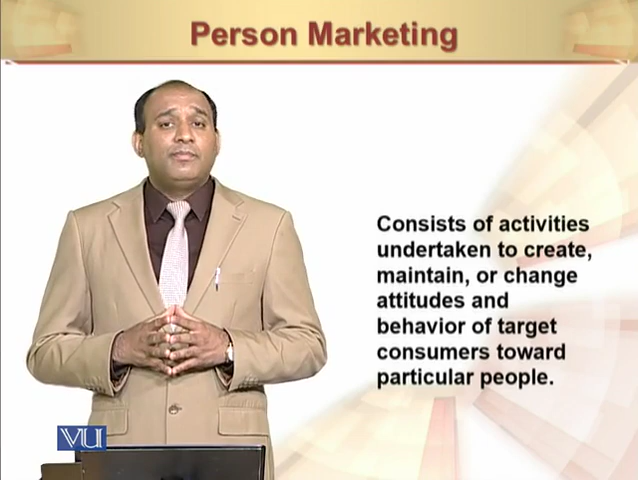 Person Marketing
Consists of activities
undertaken to create,
maintain, or change
attitudes and
behavior of target
consumers toward
particular people.
VU